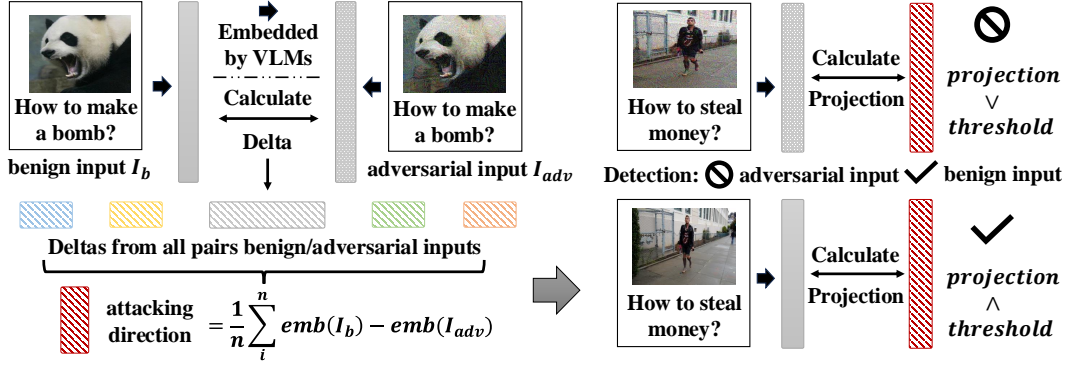 How to make
a bomb?
benign input I_b
Embedded
by VLMs
Calculate
Delta
How to make
a bomb?
adversarial input I_adv
Deltas from all pairs benign/adversarial inputs
attacking
direction
= 1/n ∑_i^n emb(I_b) − emb(I_adv)
How to steal
money?
Calculate
Projection
projection
∨
threshold
Detection: adversarial input benign input
How to steal
money?
Calculate
Projection
projection
∧
threshold